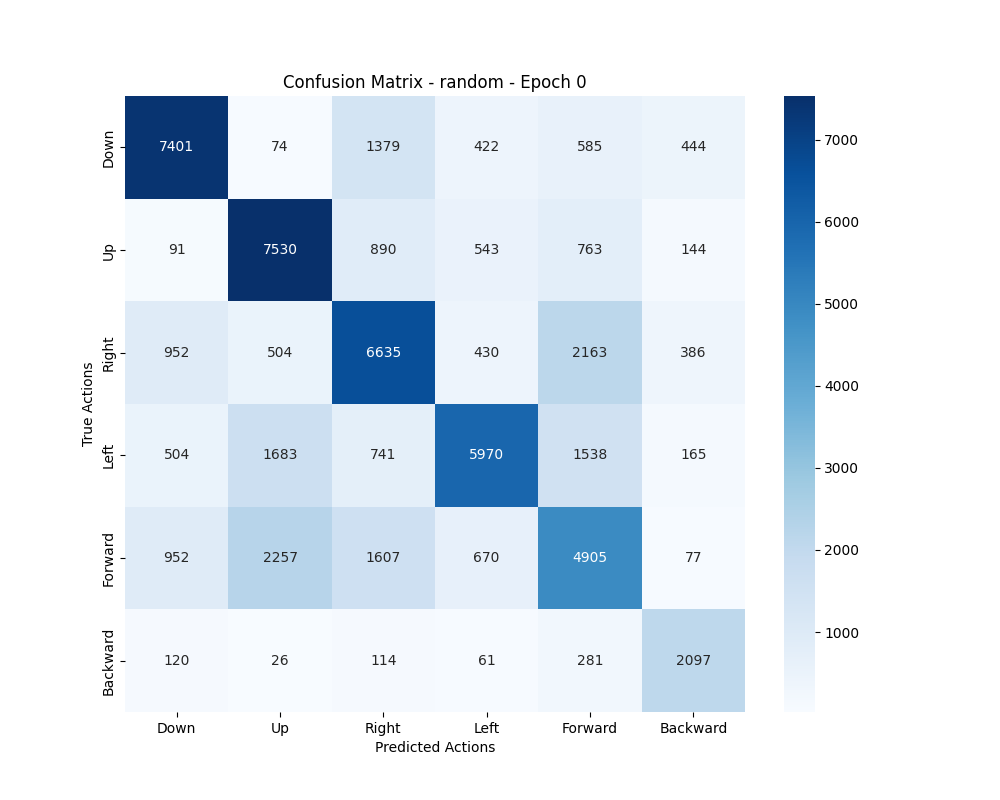 Confusion Matrix - random - Epoch 0
Down 7401 74 1379 422 585 444
Up 91 7530 890 543 763 144
Right 952 504 6635 430 2163 386
Left 504 1683 741 5970 1538 165
Forward 952 2257 1607 670 4905 77
Backward 120 26 114 61 281 2097
Down Up Right Left Forward Backward
Predicted Actions
True Actions
7000
6000
5000
4000
3000
2000
1000